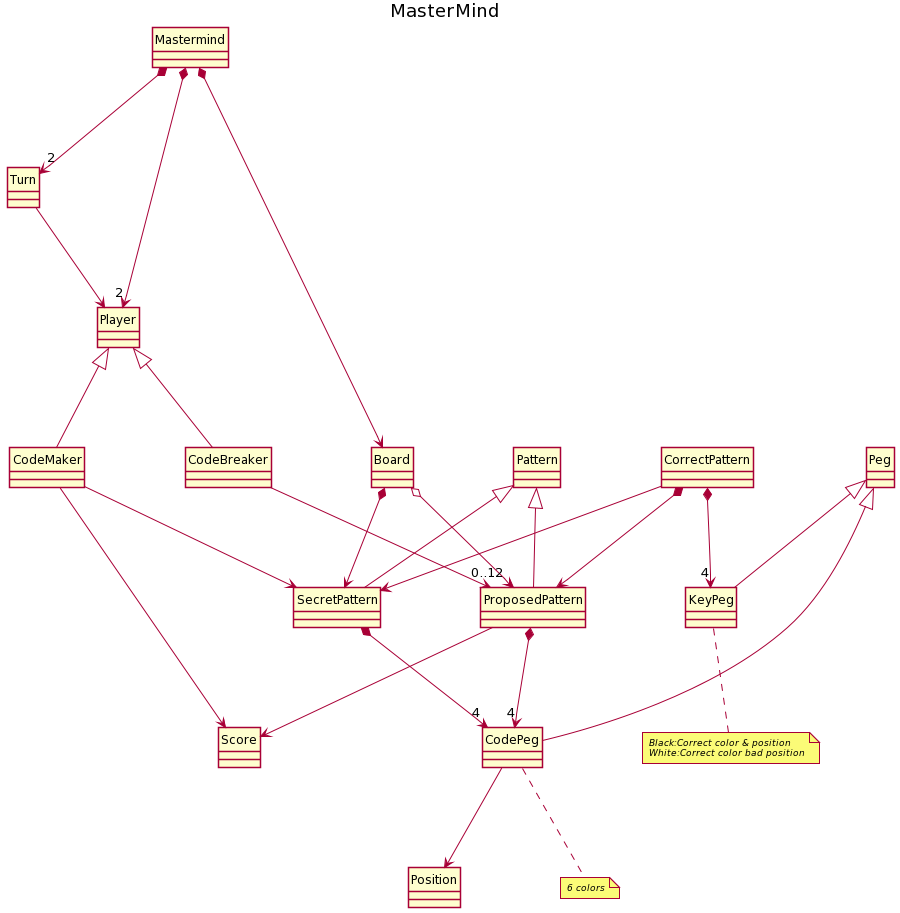 MasterMind
Mastermind
2
Turn
2
Player
CodeMaker
CodeBreaker
Board
Pattern
CorrectPattern
Peg
0..12
4
SecretPattern
ProposedPattern
KeyPeg
4
4
Score
CodePeg
Black:Correct color & position
White:Correct color bad position
Position
6 colors